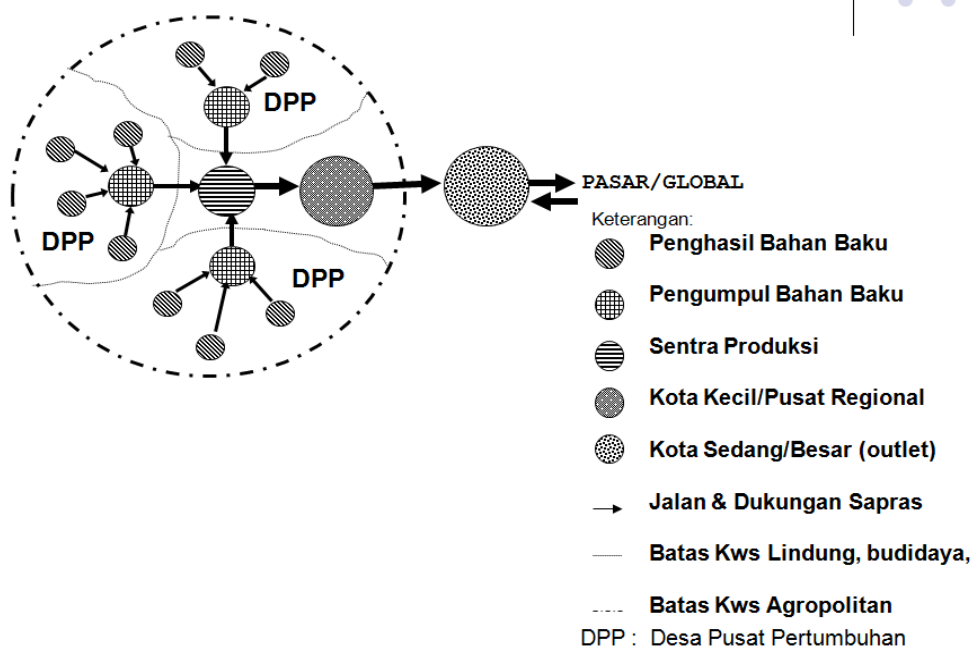 DPP
DPP
DPP
PASAR/GLOBAL
Keterangan:
Penghasil Bahan Baku
Pengumpul Bahan Baku
Sentra Produksi
Kota Kecil/Pusat Regional
Kota Sedang/Besar (outlet)
Jalan & Dukungan Sapras
Batas Kws Lindung, budidaya,
Batas Kws Agropolitan
DPP : Desa Pusat Pertumbuhan